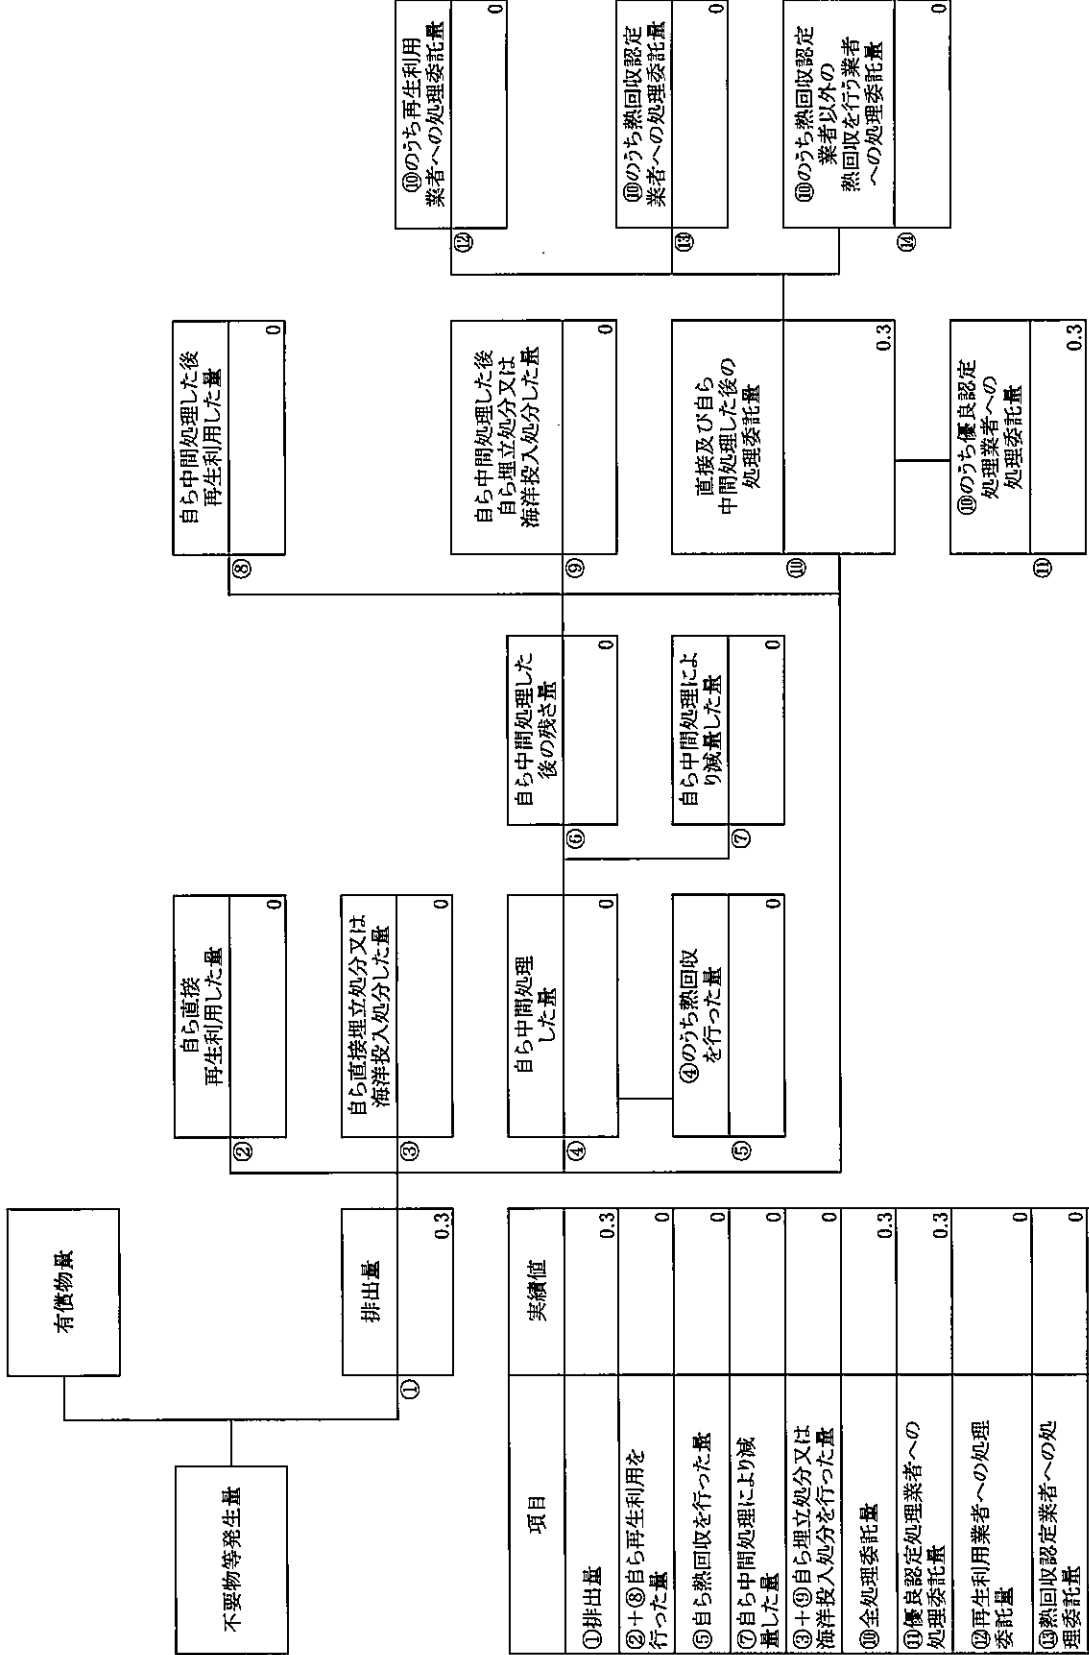 不要物等発生量
有償物量
排出量
①
0.3
自ら直接
再生利用した量
②
0
自ら直接埋立処分又は
海洋投入処分した量
③
0
自ら中間処理
した量
④
0
④のうち熱回収
を行った量
⑤
0
自ら中間処理した
後の残さ量
⑥
0
自ら中間処理によ
り減量した量
⑦
0
自ら中間処理した後
再生利用した量
⑧
0
自ら中間処理した後
自ら埋立処分又は
海洋投入処分した量
⑨
0
直接及び自ら
中間処理した後の
処理委託量
⑩
0.3
⑩のうち優良認定
処理業者への
処理委託量
⑪
0.3
⑩のうち再生利用
業者への処理委託量
⑫
0
⑩のうち熱回収認定
業者への処理委託量
⑬
0
⑩のうち熱回収認定
業者以外の
熱回収を行う業者
への処理委託量
⑭
0
項目
実績値
①排出量
0.3
②+⑧自ら再生利用を
行った量
0
⑤自ら熱回収を行った量
0
⑦自ら中間処理により減
量した量
0
③+⑨自ら埋立処分又は
海洋投入処分を行った量
0
⑩全処理委託量
0.3
⑪優良認定処理業者への
処理委託量
0.3
⑫再生利用業者への処理
委託量
0
⑬熱回収認定業者への処
理委託量
0